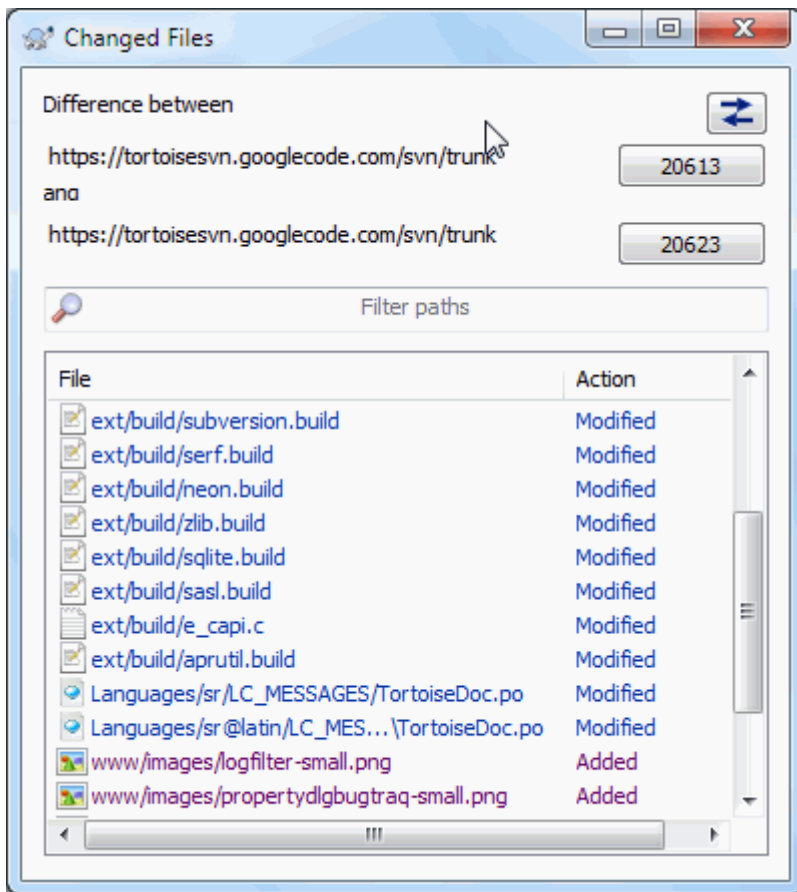 Changed Files
Difference between
https://tortoisesvn.googlecode.com/svn/trunk 20613
and
https://tortoisesvn.googlecode.com/svn/trunk 20623
Filter paths
File Action
ext/build/subversion.build Modified
ext/build/serf.build Modified
ext/build/neon.build Modified
ext/build/zlib.build Modified
ext/build/sqlite.build Modified
ext/build/sasl.build Modified
ext/build/e_capi.c Modified
ext/build/aprutil.build Modified
Languages/sr/LC_MESSAGES/TortoiseDoc.po Modified
Languages/sr@latin/LC_MES...\TortoiseDoc.po Modified
www/images/logfilter-small.png Added
www/images/propertydlgbugtraq-small.png Added